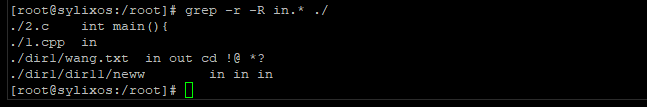 [root@sylixos:/root]# grep -r -R in.* ./
./2.c    int main(){
./1.cpp  in
./dir1/wang.txt  in out cd !@ *?
./dir1/dir11/neww        in in in
[root@sylixos:/root]#